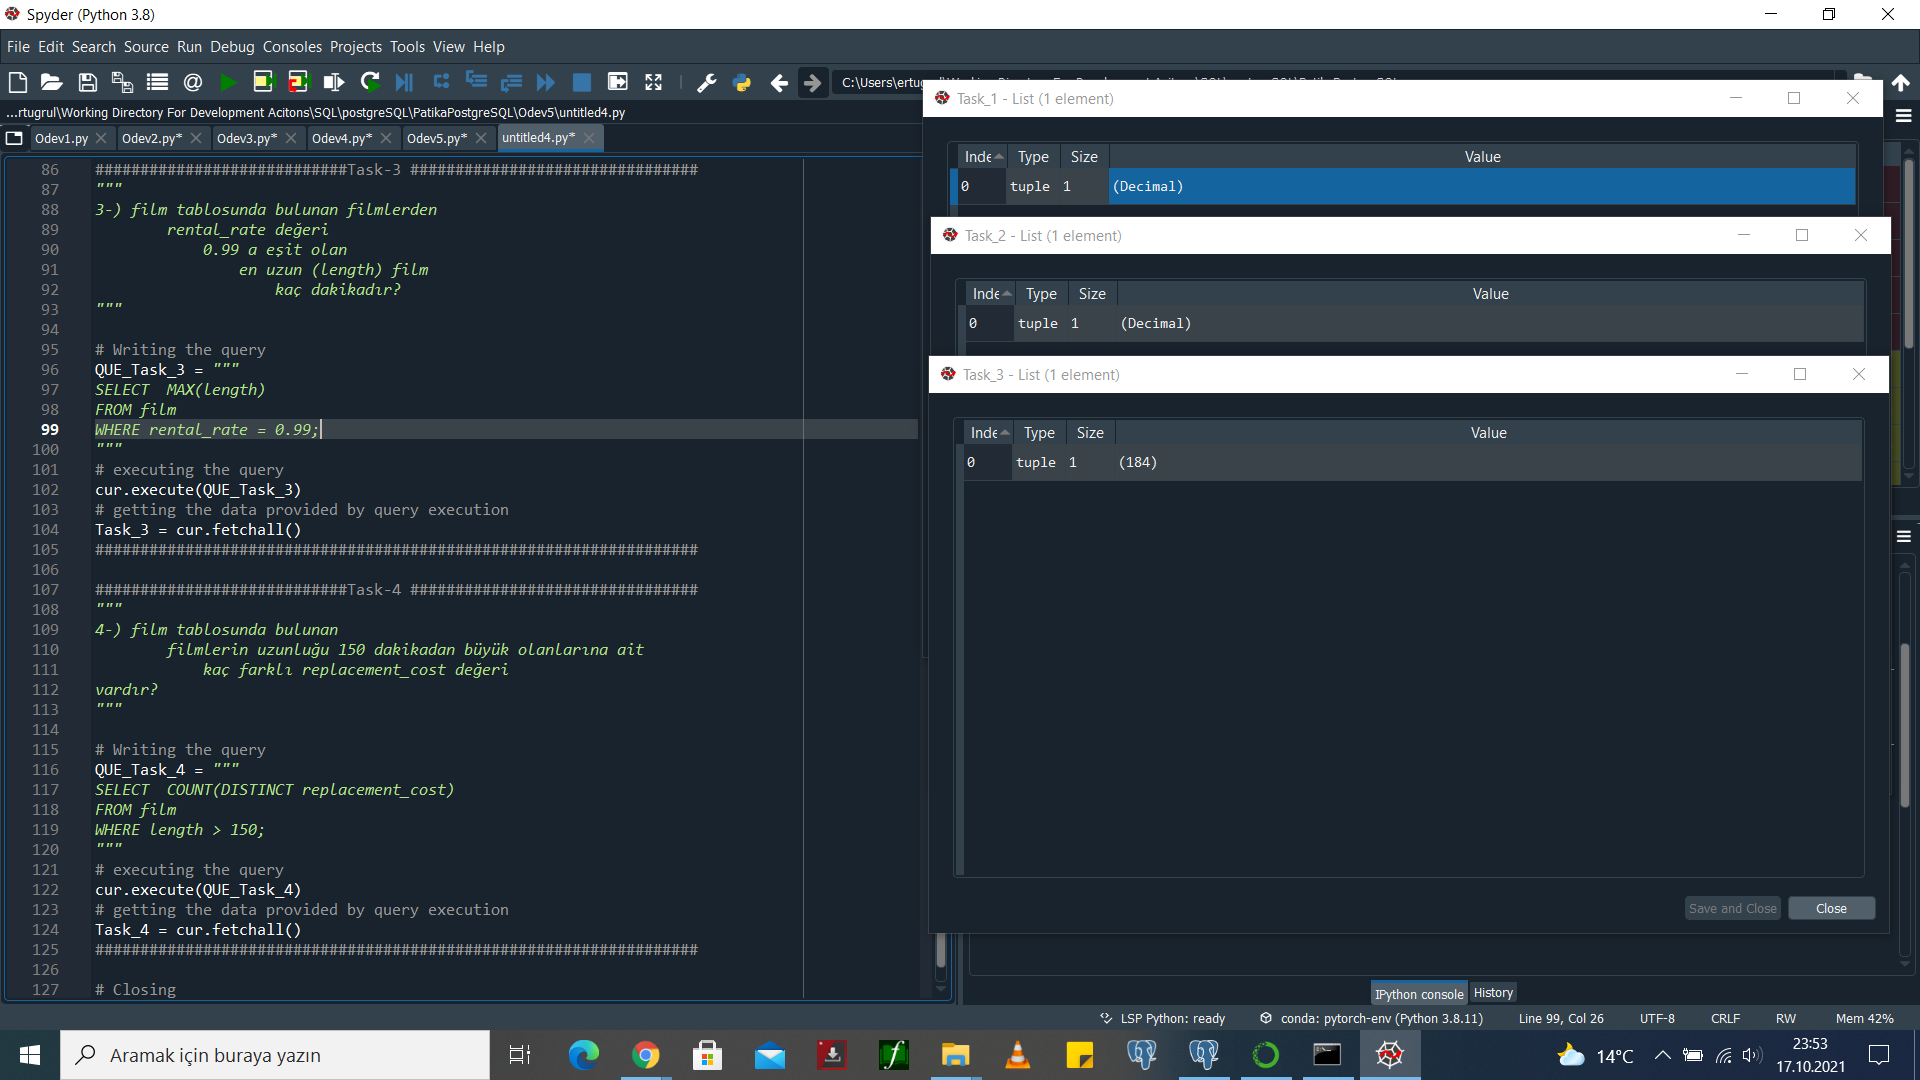 Spyder (Python 3.8)
File Edit Search Source Run Debug Consoles Projects Tools View Help
C:\Users\ertu
...rtugrul\Working Directory For Development Acitons\SQL\postgreSQL\PatikaPostgreSQL\Odev5\untitled4.py
Odev1.py Odev2.py* Odev3.py* Odev4.py* Odev5.py* untitled4.py*
86 ############################Task-3 ################################
87 """
88 3-) film tablosunda bulunan filmlerden
89 rental_rate değeri
90 0.99 a eşit olan
91 en uzun (length) film
92 kaç dakikadır?
93 """
94
95 # Writing the query
96 QUE_Task_3 = """
97 SELECT  MAX(length)
98 FROM film
99 WHERE rental_rate = 0.99;
100 """
101 # executing the query
102 cur.execute(QUE_Task_3)
103 # getting the data provided by query execution
104 Task_3 = cur.fetchall()
105 ###################################################################
106
107 ############################Task-4 ################################
108 """
109 4-) film tablosunda bulunan
110 filmlerin uzunluğu 150 dakikadan büyük olanlarına ait
111 kaç farklı replacement_cost değeri
112 vardır?
113 """
114
115 # Writing the query
116 QUE_Task_4 = """
117 SELECT  COUNT(DISTINCT replacement_cost)
118 FROM film
119 WHERE length > 150;
120 """
121 # executing the query
122 cur.execute(QUE_Task_4)
123 # getting the data provided by query execution
124 Task_4 = cur.fetchall()
125 ###################################################################
126
127 # Closing
Task_1 - List (1 element)
Inde Type Size Value
0 tuple 1 (Decimal)
Task_2 - List (1 element)
Inde Type Size Value
0 tuple 1 (Decimal)
Task_3 - List (1 element)
Inde Type Size Value
0 tuple 1 (184)
Save and Close Close
IPython console History
LSP Python: ready conda: pytorch-env (Python 3.8.11) Line 99, Col 26 UTF-8 CRLF RW Mem 42%
Aramak için buraya yazın
14°C
23:53
17.10.2021